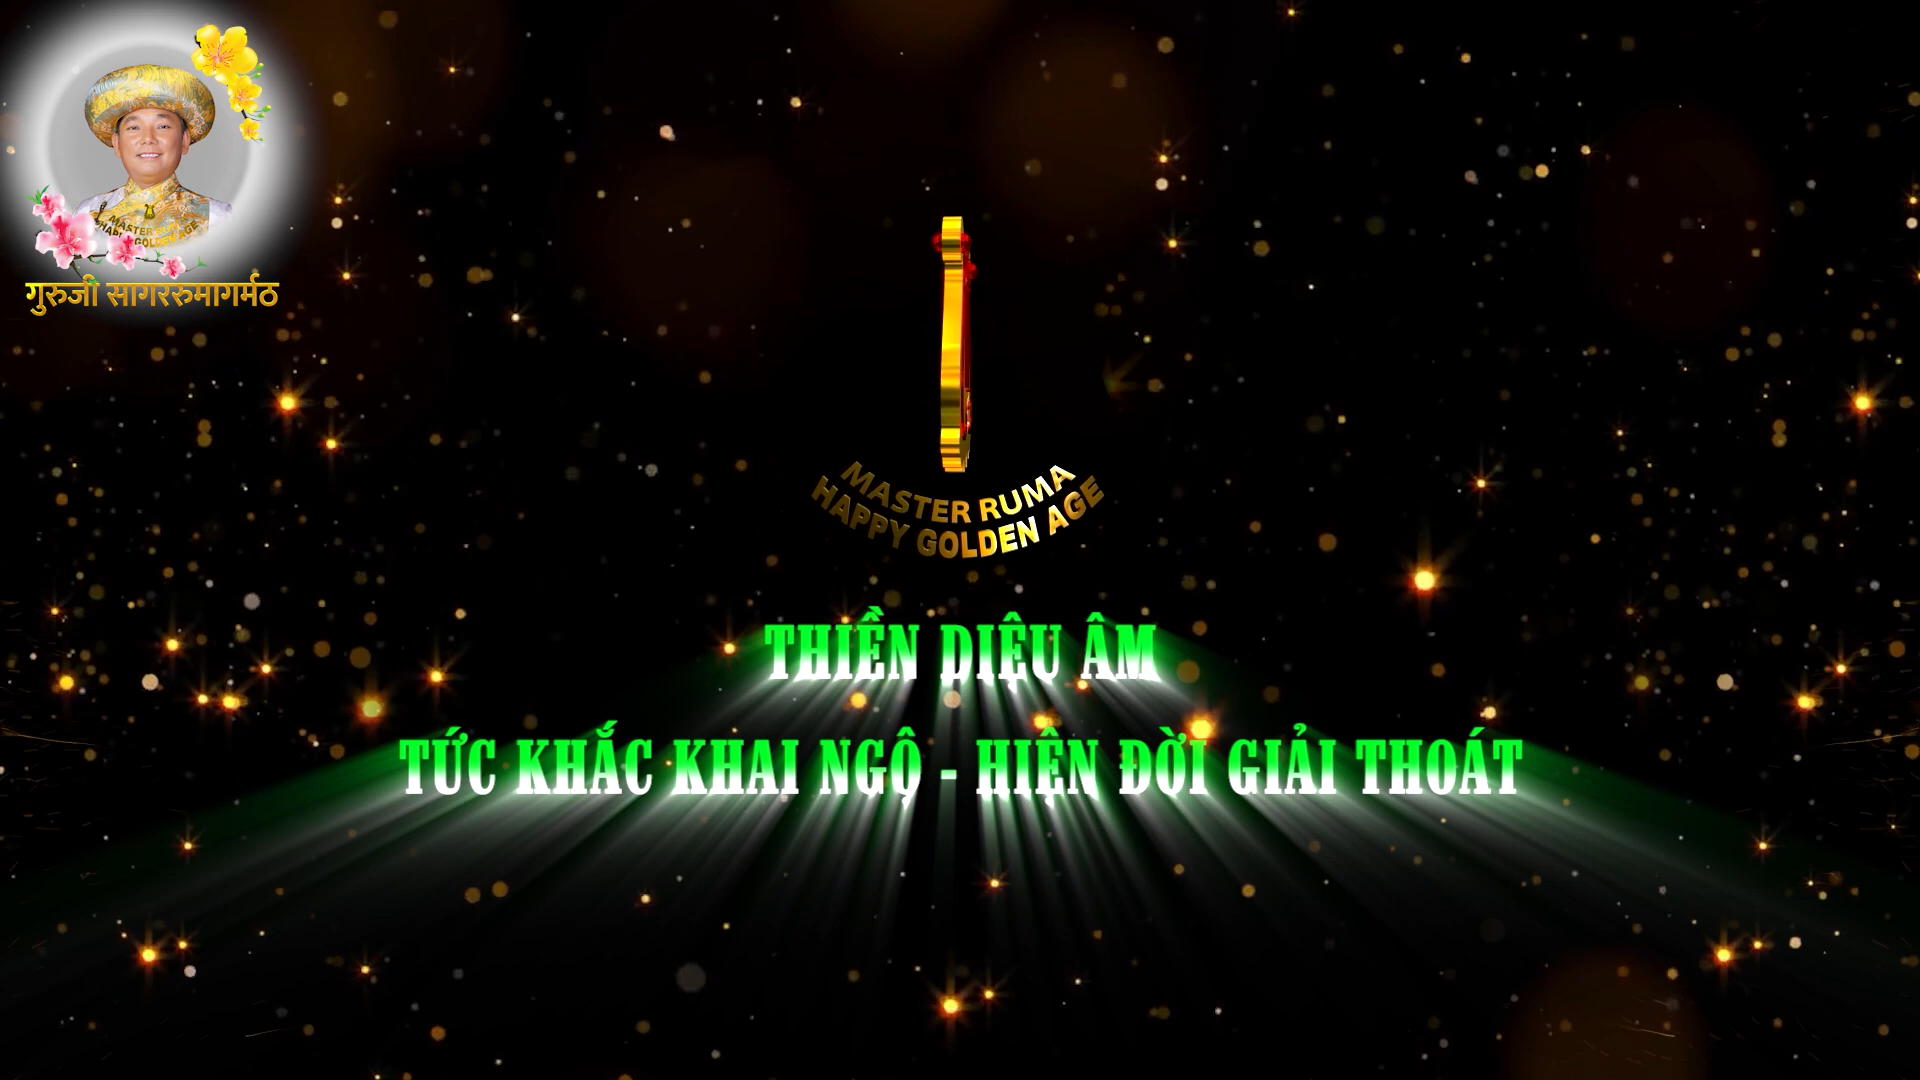 गुरुजी सागररुमागर्मठ
MASTER RUMA
HAPPY GOLDEN AGE
THIỀN DIỆU ÂM
TỨC KHẮC KHAI NGỘ - HIỆN ĐỜI GIẢI THOÁT